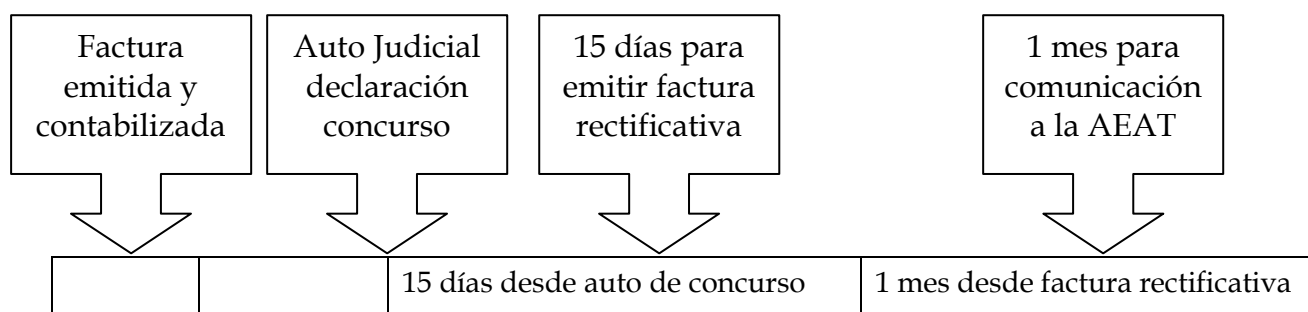 Factura
emitida y
contabilizada
Auto Judicial
declaración
concurso
15 días para
emitir factura
rectificativa
1 mes para
comunicación
a la AEAT
15 días desde auto de concurso
1 mes desde factura rectificativa